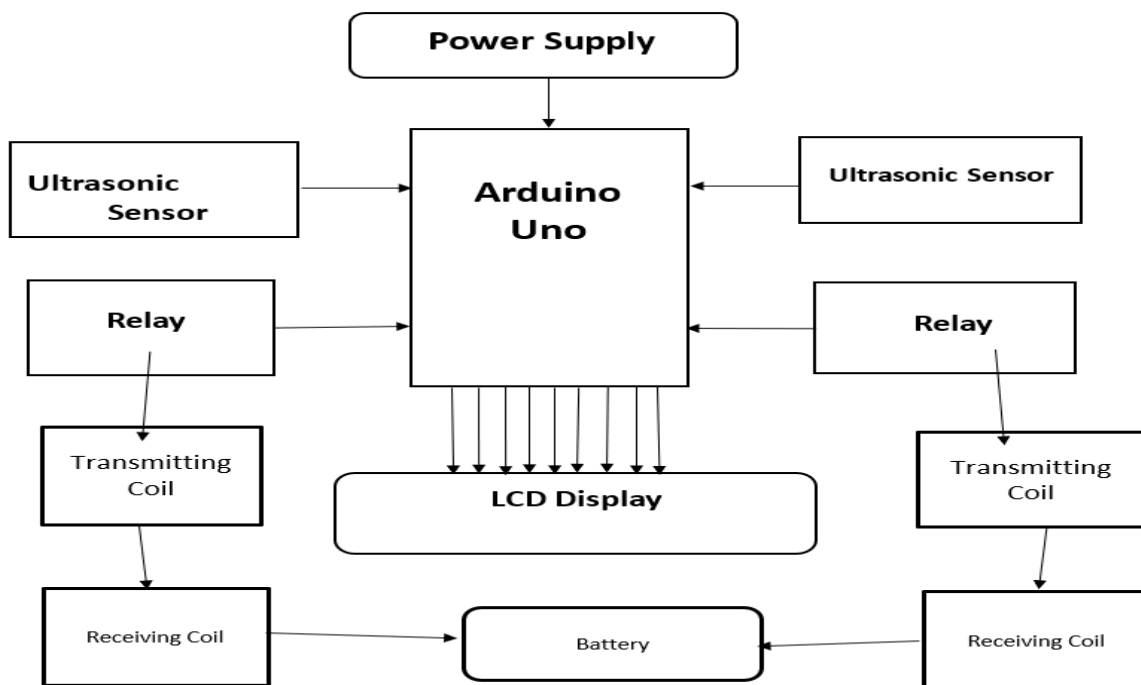 Power Supply
Ultrasonic
Sensor
Arduino
Uno
Ultrasonic Sensor
Relay
Relay
Transmitting
Coil
LCD Display
Transmitting
Coil
Receiving Coil
Battery
Receiving Coil